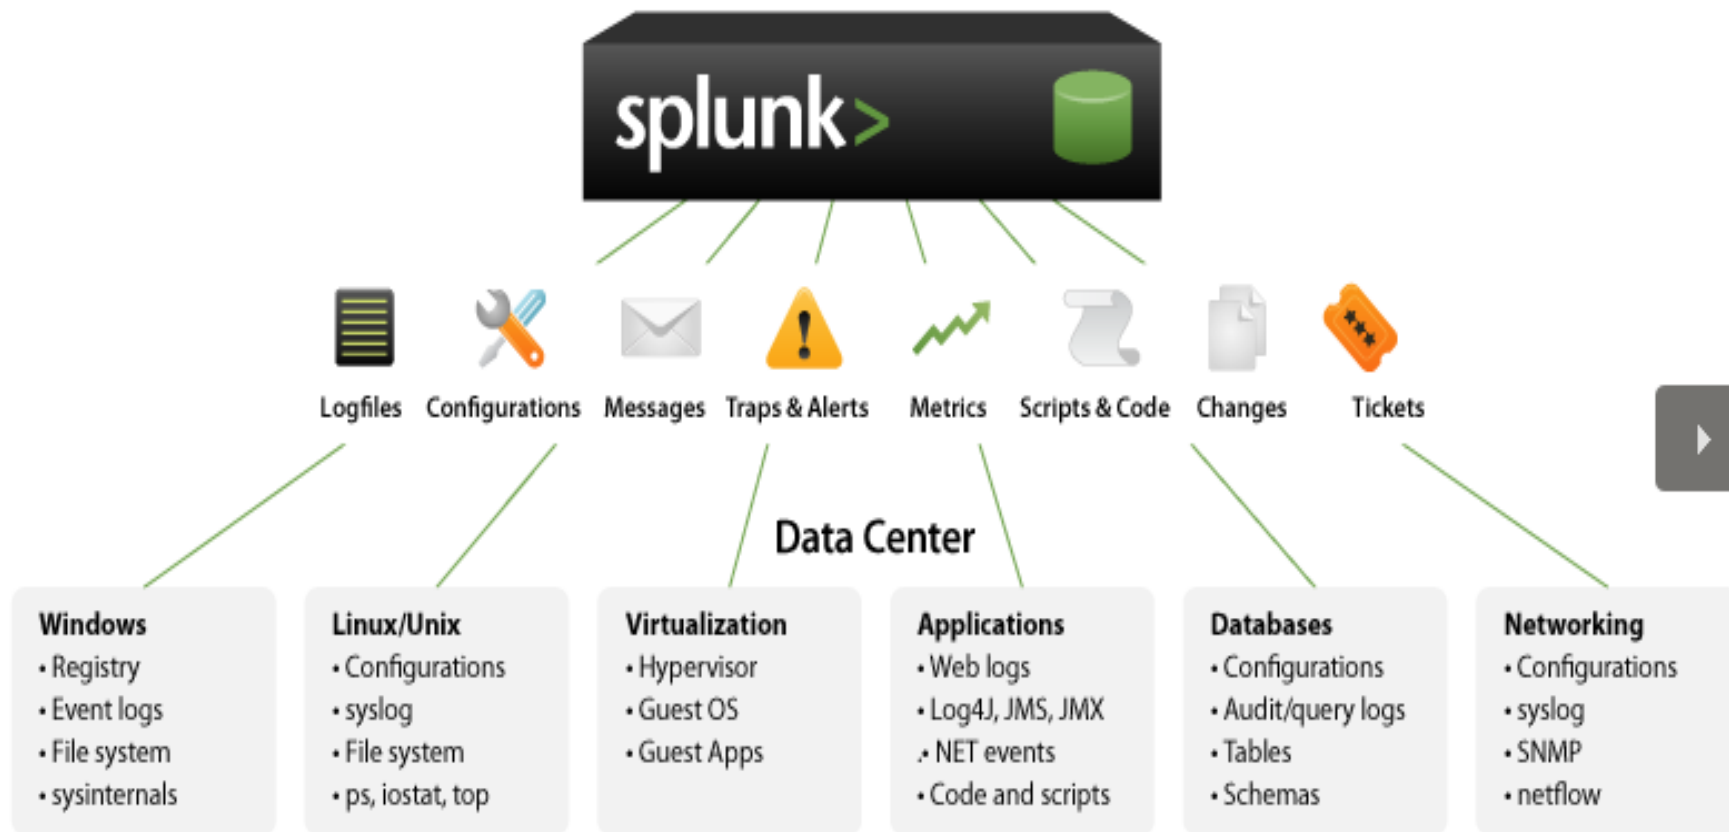 splunk>
Logfiles Configurations Messages Traps & Alerts Metrics Scripts & Code Changes Tickets
Data Center
Windows
• Registry
• Event logs
• File system
• sysinternals
Linux/Unix
• Configurations
• syslog
• File system
• ps, iostat, top
Virtualization
• Hypervisor
• Guest OS
• Guest Apps
Applications
• Web logs
• Log4J, JMS, JMX
.• NET events
• Code and scripts
Databases
• Configurations
• Audit/query logs
• Tables
• Schemas
Networking
• Configurations
• syslog
• SNMP
• netflow